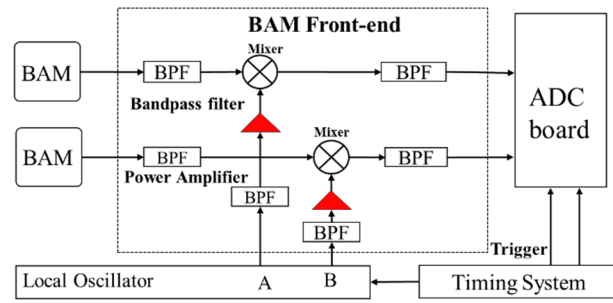 BAM Front-end
Mixer
BAM
BPF
BPF
Bandpass filter
ADC
board
Mixer
BAM
BPF
BPF
Power Amplifier
BPF
BPF
Trigger
Local Oscillator
A
B
Timing System